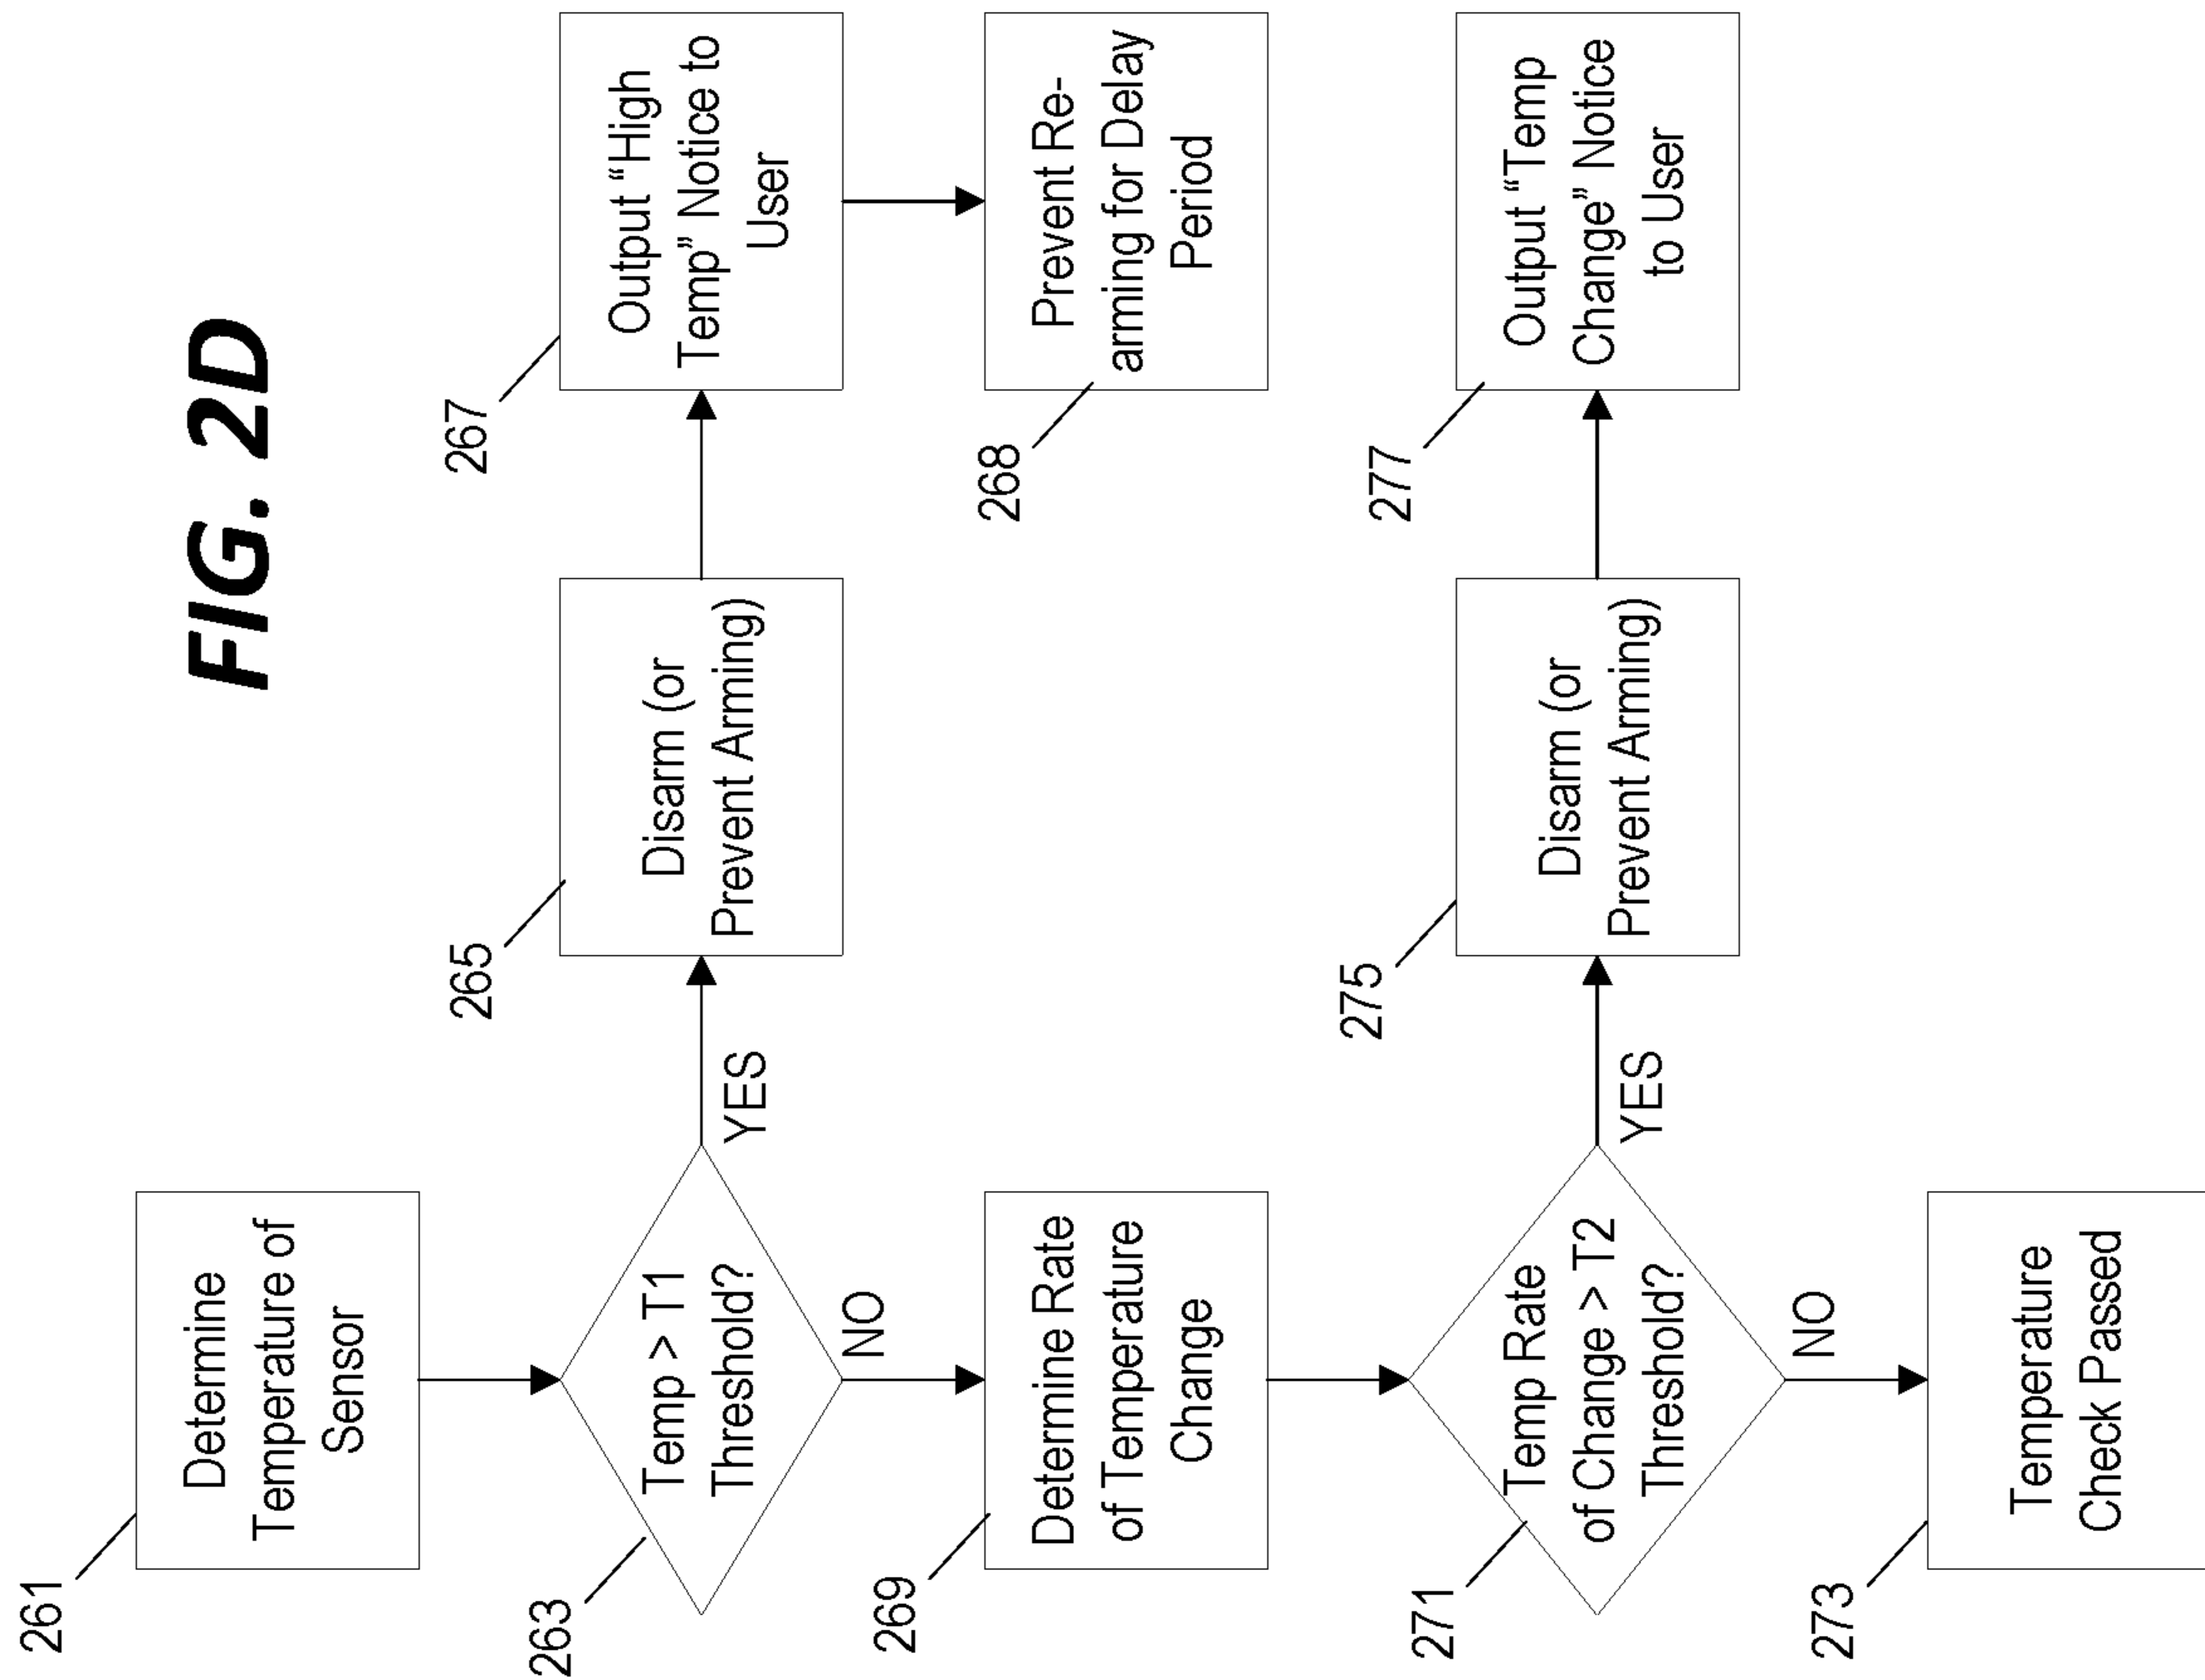 FIG. 2D
261
Determine
Temperature of
Sensor
263
Temp > T1
Threshold?
YES
NO
265
Disarm (or
Prevent Arming)
267
Output “High
Temp” Notice to
User
268
Prevent Re-
arming for Delay
Period
269
Determine Rate
of Temperature
Change
271
Temp Rate
of Change > T2
Threshold?
YES
NO
275
Disarm (or
Prevent Arming)
277
Output “Temp
Change” Notice
to User
273
Temperature
Check Passed